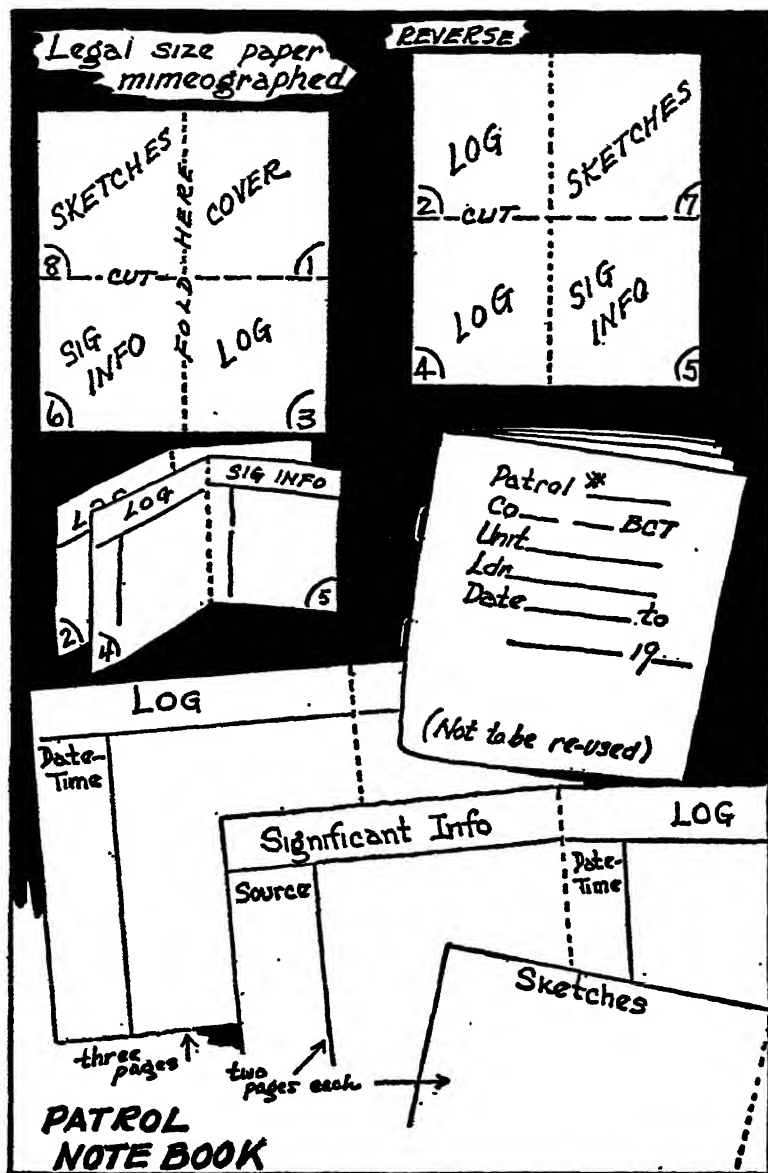 Legal size paper
mimeographed
REVERSE
SKETCHES
COVER
FOLD HERE
8
CUT
1
SIG
INFO
LOG
6
3
LOG
SKETCHES
2
CUT
7
LOG
SIG
INFO
4
5
LOG
LOG
SIG INFO
2
4
5
Patrol #
Co BCT
Unit
Ldr
Date to
19
(Not to be re-used)
LOG
Date-
Time
Significant Info
LOG
Source
Date-
Time
Sketches
three
pages
two
pages each
PATROL
NOTE BOOK